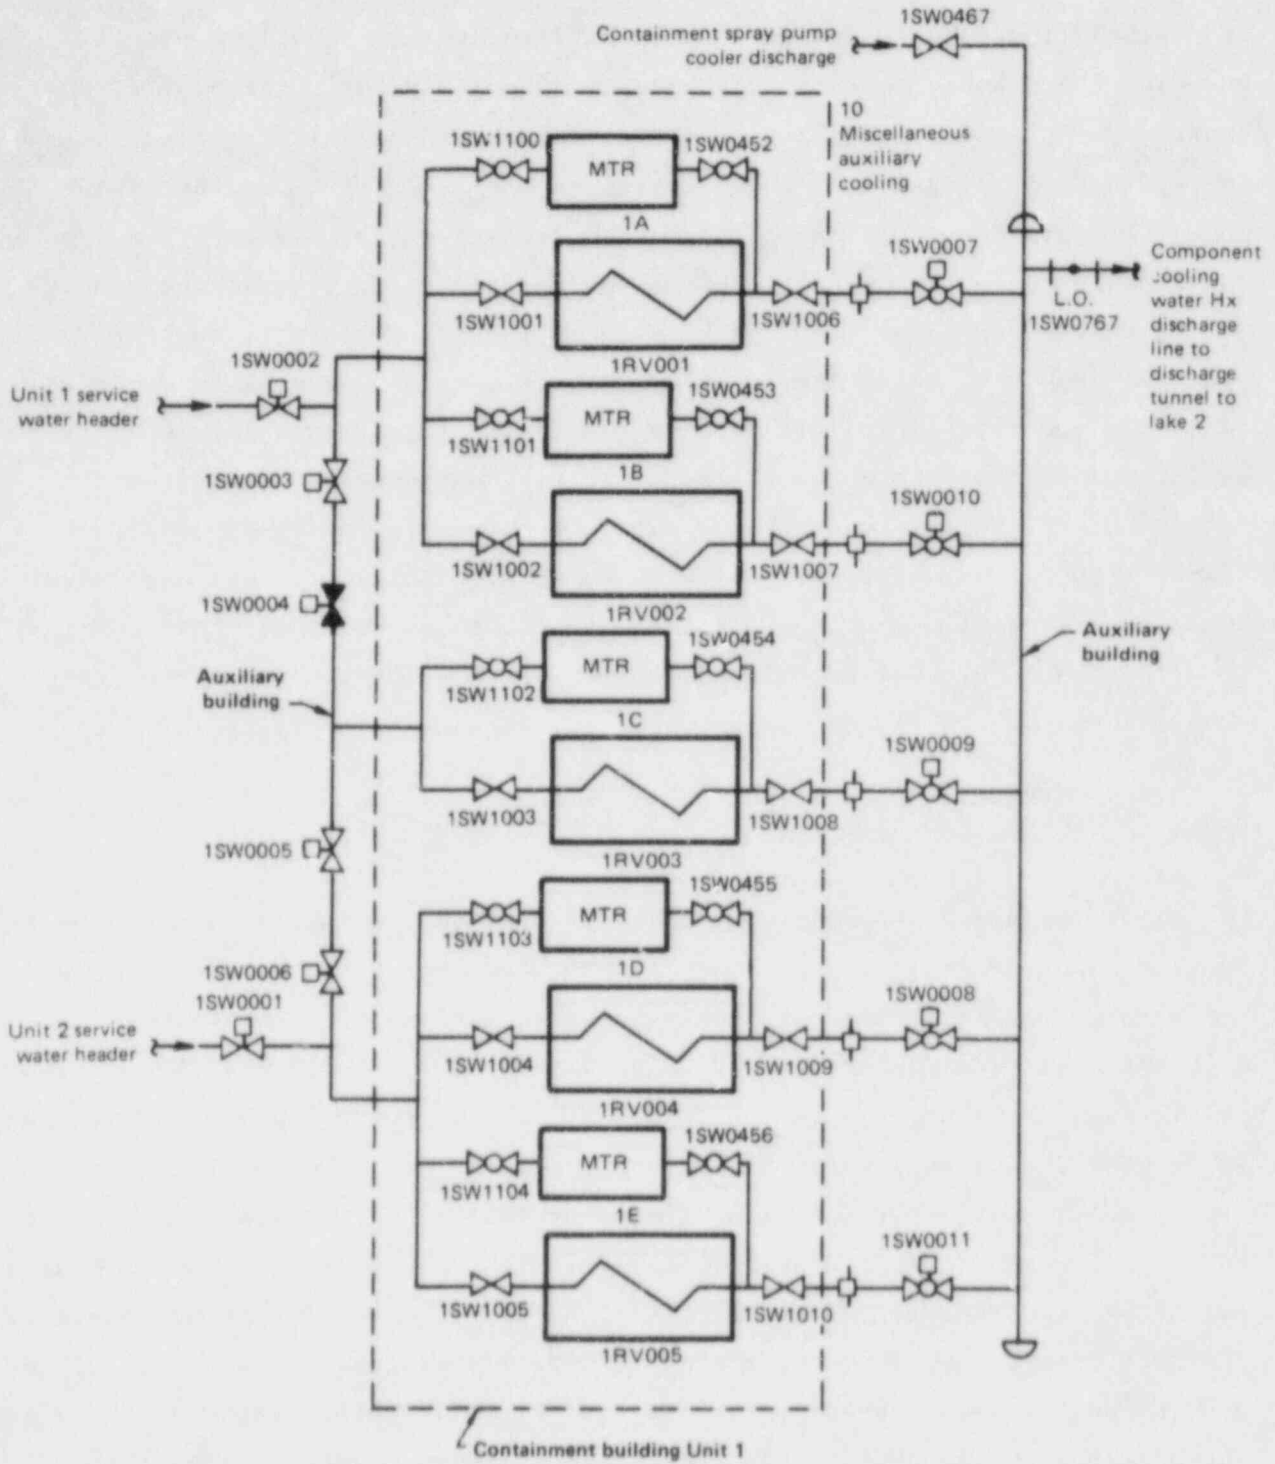 1SW0467
Containment spray pump
cooler discharge
10
Miscellaneous
auxiliary
cooling
1SW1100
MTR
1SW0452
1A
1SW0007
1SW1001
1SW1006
1RV001
Component
cooling
water Hx
discharge
line to
discharge
tunnel to
lake 2
L.O.
1SW0767
1SW0002
Unit 1 service
water header
1SW0453
MTR
1SW1101
1B
1SW0003
1SW0010
1SW1002
1SW1007
1RV002
1SW0004
1SW0454
MTR
1SW1102
1C
Auxiliary
building
Auxiliary
building
1SW0009
1SW1003
1SW1008
1RV003
1SW0005
1SW0455
MTR
1SW1103
1D
1SW0006
1SW0001
1SW0008
Unit 2 service
water header
1SW1004
1SW1009
1RV004
1SW0456
MTR
1SW1104
1E
1SW0011
1SW1005
1SW1010
1RV005
Containment building Unit 1